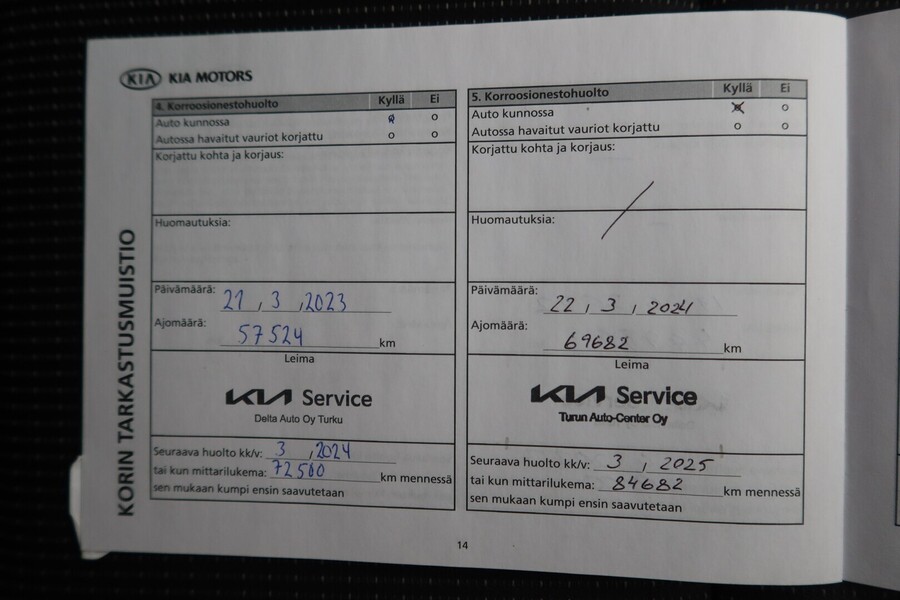 KIA KIA MOTORS
KORIN TARKASTUSMUISTIO
4. Korroosionestohuolto Kyllä Ei
Auto kunnossa o o
Autossa havaitut vauriot korjattu o o
Korjattu kohta ja korjaus:
Huomautuksia:
Päivämäärä: 21 , 3 , 2023
Ajomäärä: 57524 km
Leima
KIA Service
Delta Auto Oy Turku
Seuraava huolto kk/v: 3 , 2024
tai kun mittarilukema: 72500 km mennessä
sen mukaan kumpi ensin saavutetaan
5. Korroosionestohuolto Kyllä Ei
Auto kunnossa x o
Autossa havaitut vauriot korjattu o o
Korjattu kohta ja korjaus:
Huomautuksia:
Päivämäärä: 22 , 3 , 2024
Ajomäärä: 69682 km
Leima
KIA Service
Turun Auto-Center Oy
Seuraava huolto kk/v: 3 , 2025
tai kun mittarilukema: 84682 km mennessä
sen mukaan kumpi ensin saavutetaan
14